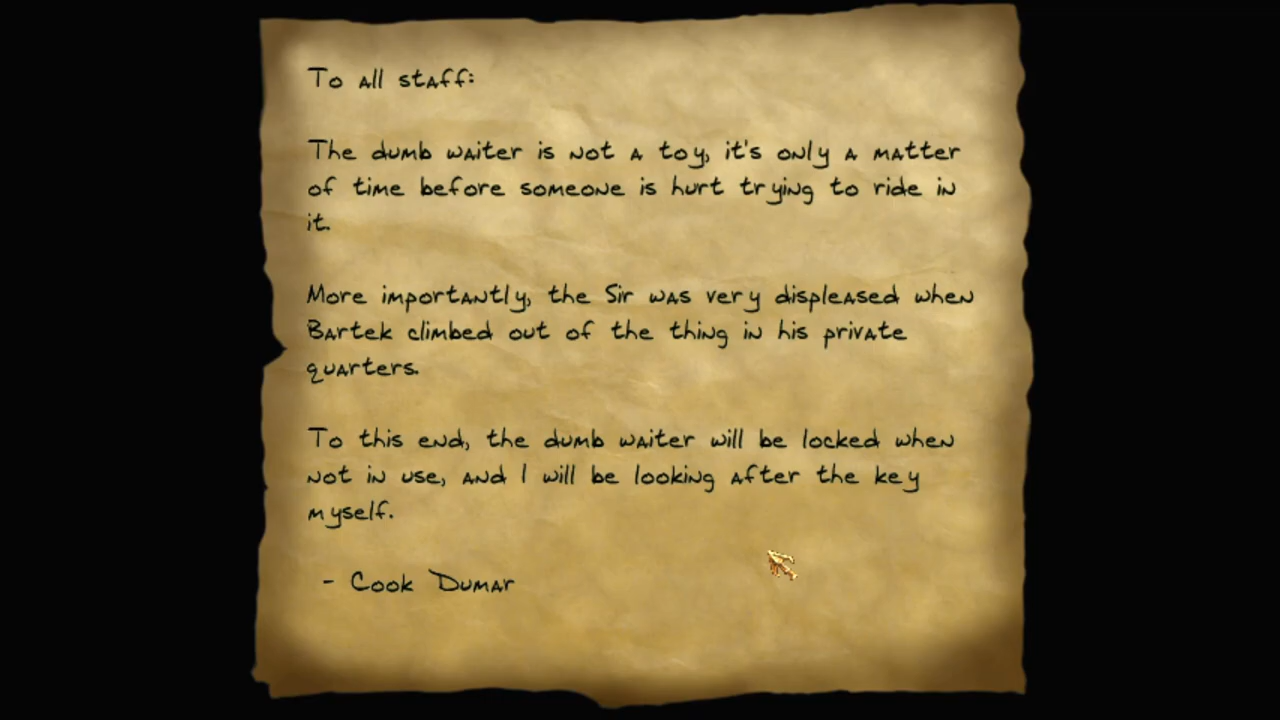 To all staff:
The dumb waiter is not a toy, it's only a matter
of time before someone is hurt trying to ride in
it.
More importantly, the Sir was very displeased when
Bartek climbed out of the thing in his private
quarters.
To this end, the dumb waiter will be locked when
not in use, and I will be looking after the key
myself.
- Cook Dumar